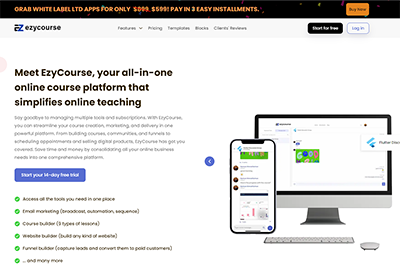 GRAB WHITE LABEL LTD APPS FOR ONLY $999. $599! PAY IN 3 EASY INSTALLMENTS.
Buy Now
ezycourse
Features Pricing Templates Blocks Clients' Reviews
Start for free
Log in
Meet EzyCourse, your all-in-one
online course platform that
simplifies online teaching
Say goodbye to managing multiple tools and subscriptions. With EzyCourse,
you can streamline your course creation, marketing, and delivery in one
powerful platform. From building courses, communities, and funnels to
scheduling appointments and selling digital products, EzyCourse has got you
covered. Save time and money by consolidating all your online business
needs into one comprehensive platform.
Start your 14-day free trial
Access all the tools you need in one place
Email marketing (broadcast, automation, sequence)
Course builder (9 types of lessons)
Website builder (build any kind of website)
Funnel builder (capture leads and convert them to paid customers)
... and many more